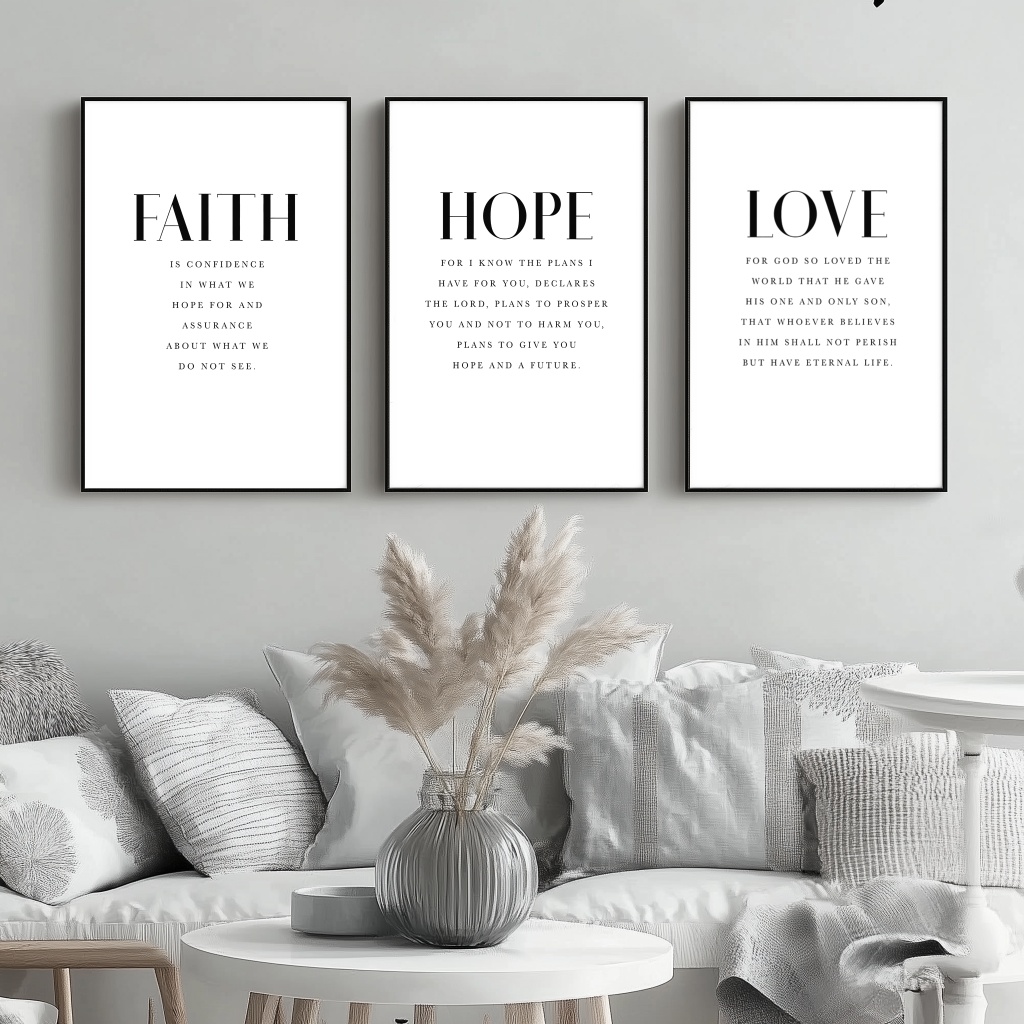 FAITH
IS CONFIDENCE
IN WHAT WE
HOPE FOR AND
ASSURANCE
ABOUT WHAT WE
DO NOT SEE.
HOPE
FOR I KNOW THE PLANS I
HAVE FOR YOU, DECLARES
THE LORD, PLANS TO PROSPER
YOU AND NOT TO HARM YOU,
PLANS TO GIVE YOU
HOPE AND A FUTURE.
LOVE
FOR GOD SO LOVED THE
WORLD THAT HE GAVE
HIS ONE AND ONLY SON,
THAT WHOEVER BELIEVES
IN HIM SHALL NOT PERISH
BUT HAVE ETERNAL LIFE.